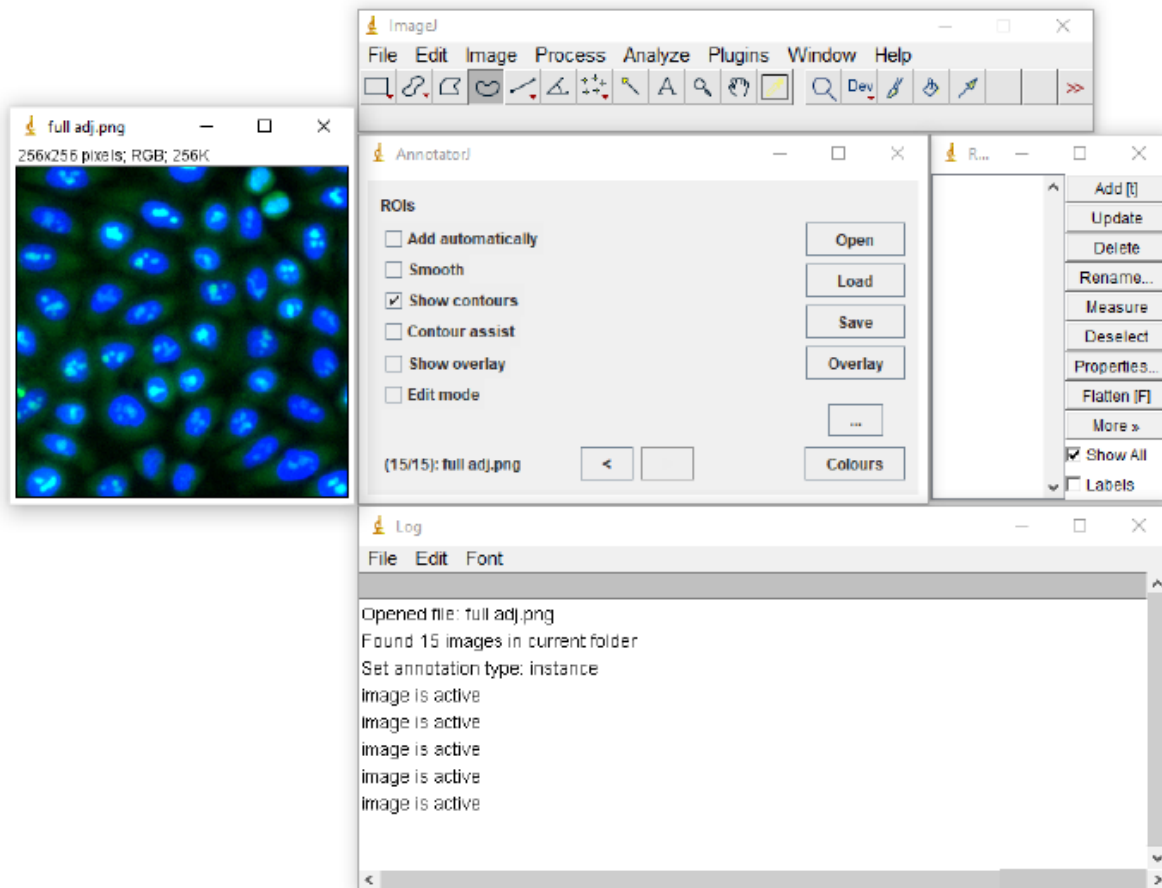 ImageJ
File Edit Image Process Analyze Plugins Window Help
A Dev >>
full adj.png
256x256 pixels; RGB; 256K
AnnotatorJ
ROIs
Add automatically
Smooth
Show contours
Contour assist
Show overlay
Edit mode
(15/15): full adj.png
<
Open
Load
Save
Overlay
...
Colours
R...
Add [t]
Update
Delete
Rename...
Measure
Deselect
Properties...
Flatten [F]
More »
Show All
Labels
Log
File Edit Font
Opened file: full adj.png
Found 15 images in current folder
Set annotation type: instance
image is active
image is active
image is active
image is active
image is active